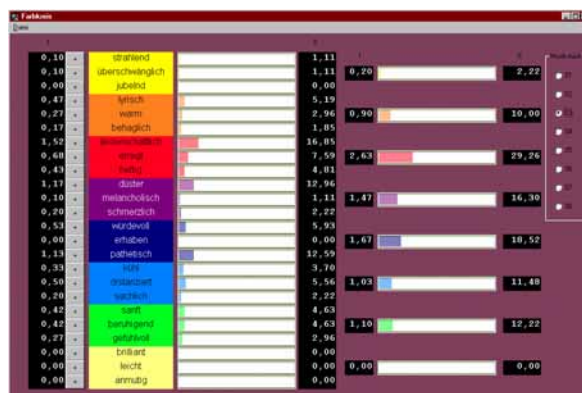 Farbkreis
0,10 + strahlend 1,11
0,10 + überschwänglich 1,11
0,00 + jubelnd 0,00
0,47 + lyrisch 5,19
0,27 + warm 2,96
0,17 + behaglich 1,85
1,52 + leidenschaftlich 16,85
0,68 + erregt 7,59
0,43 + heftig 4,81
1,17 + düster 12,96
0,10 + melancholisch 1,11
0,20 + schmerzlich 2,22
0,53 + würdevoll 5,93
0,00 + erhaben 0,00
1,13 + pathetisch 12,59
0,33 + kühl 3,70
0,50 + distanziert 5,56
0,20 + sachlich 2,22
0,42 + sanft 4,63
0,42 + beruhigend 4,63
0,27 + gefühlvoll 2,96
0,00 + brilliant 0,00
0,00 + leicht 0,00
0,00 + anmutig 0,00
0,20 2,22
0,90 10,00
2,63 29,26
1,47 16,30
1,67 18,52
1,03 11,48
1,10 12,22
0,00 0,00